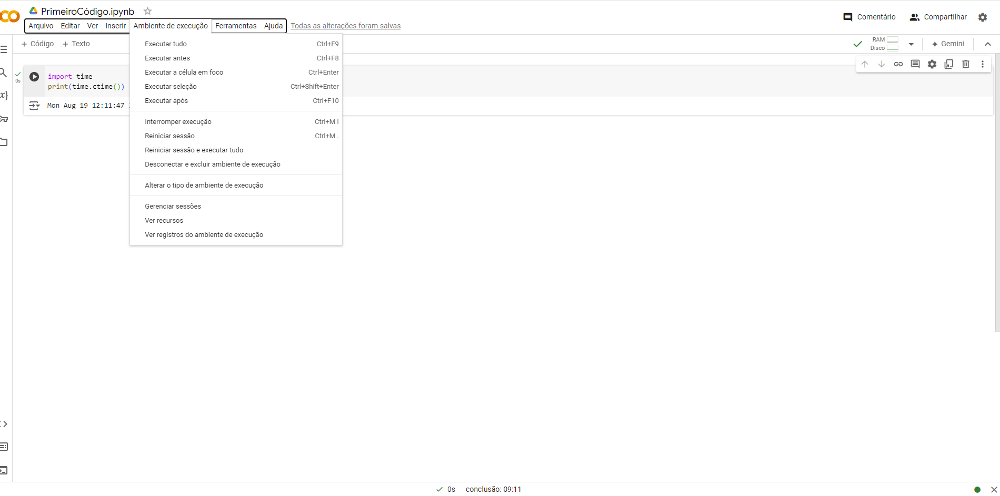 PrimeiroCódigo.ipynb
Arquivo Editar Ver Inserir Ambiente de execução Ferramentas Ajuda Todas as alterações foram salvas
Comentário Compartilhar
+ Código + Texto
RAM
Disco
Gemini
Executar tudo Ctrl+F9
Executar antes Ctrl+F8
Executar a célula em foco Ctrl+Enter
Executar seleção Ctrl+Shift+Enter
Executar após Ctrl+F10
Interromper execução Ctrl+M I
Reiniciar sessão Ctrl+M .
Reiniciar sessão e executar tudo
Desconectar e excluir ambiente de execução
Alterar o tipo de ambiente de execução
Gerenciar sessões
Ver recursos
Ver registros do ambiente de execução
0s
import time
print(time.ctime())
Mon Aug 19 12:11:47
0s conclusão: 09:11